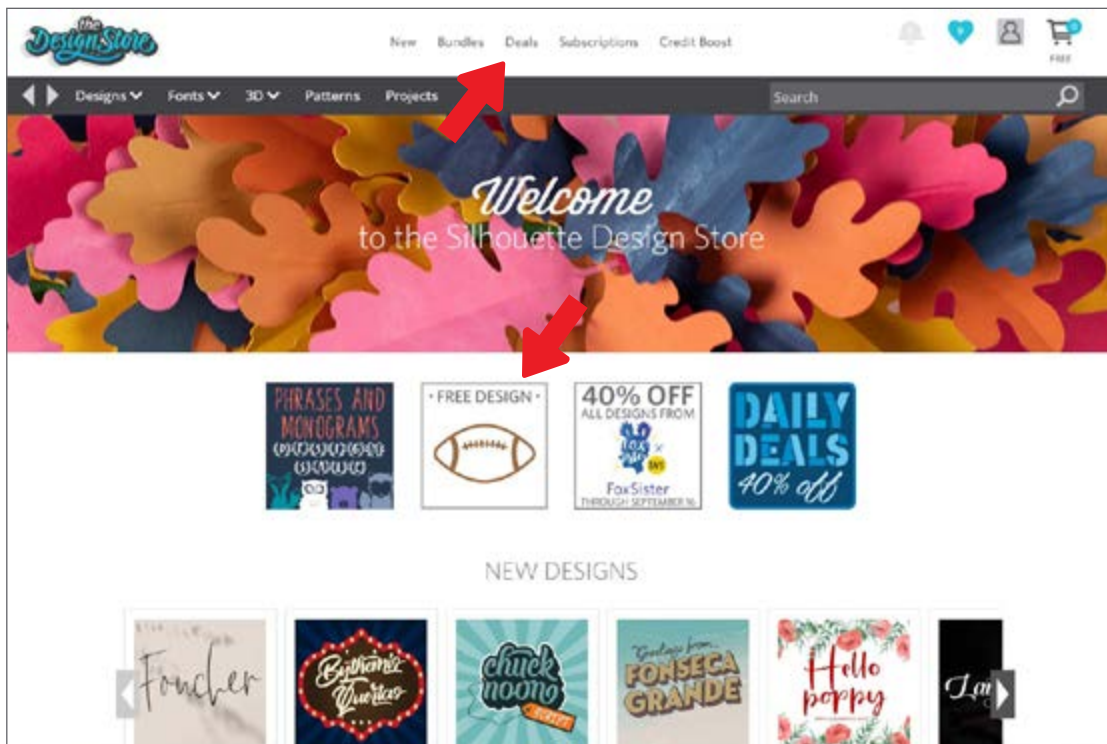 the
Design Store
New Bundles Deals Subscriptions Credit Boost
FREE
Designs Fonts 3D Patterns Projects
Search
Welcome
to the Silhouette Design Store
PHRASES AND
MONOGRAMS
• FREE DESIGN •
40% OFF
ALL DESIGNS FROM
FoxSister
THROUGH SEPTEMBER 16
DAILY
DEALS
40% off
NEW DESIGNS
Foncher
chuck
noong
Greetings from...
FONSECA
GRANDE
Hello
poppy